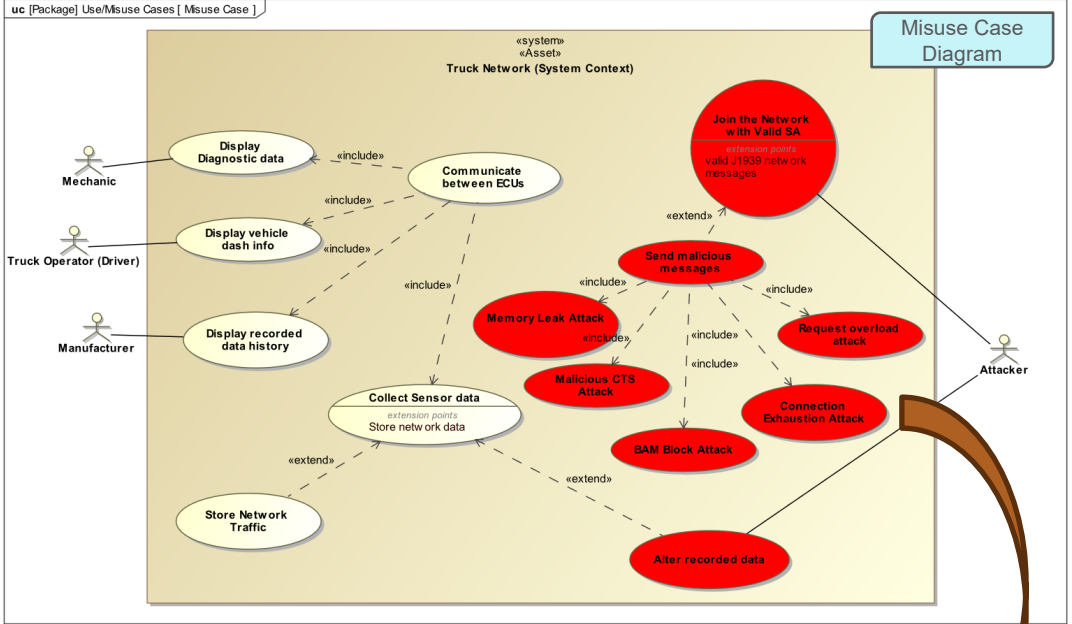 uc [Package] Use/Misuse Cases [ Misuse Case ]
Misuse Case
Diagram
«system»
«Asset»
Truck Network (System Context)
Join the Network
with Valid SA
extension points
valid J1939 network
messages
Display
Diagnostic data
«include»
Communicate
between ECUs
Mechanic
«include»
Display vehicle
dash info
Truck Operator (Driver)
«include»
«extend»
Send malicious
messages
«include»
«include»
«include»
Memory Leak Attack
Display recorded
data history
Manufacturer
«include»
«include»
Request overload
attack
«include»
Attacker
Malicious CTS
Attack
Collect Sensor data
extension points
Store network data
Connection
Exhaustion Attack
BAM Block Attack
«extend»
«extend»
Store Network
Traffic
Alter recorded data